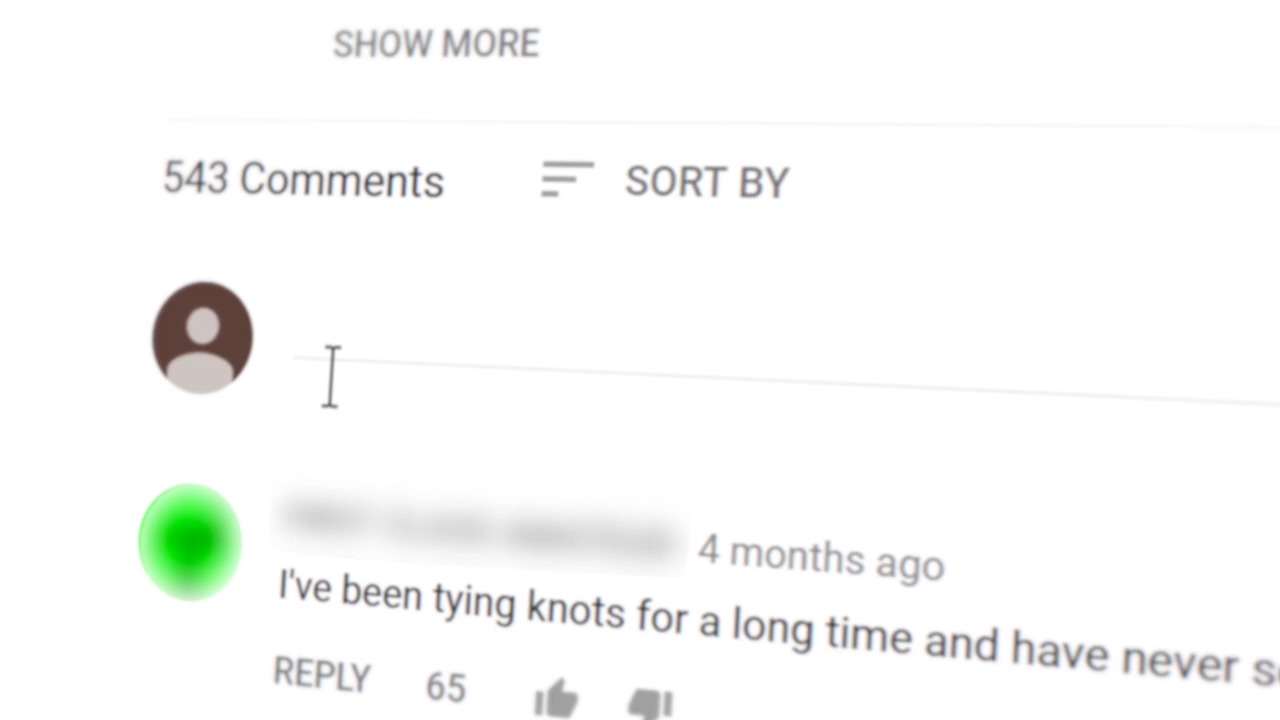 SHOW MORE
543 Comments
SORT BY
4 months ago
I've been tying knots for a long time and have never
REPLY
65